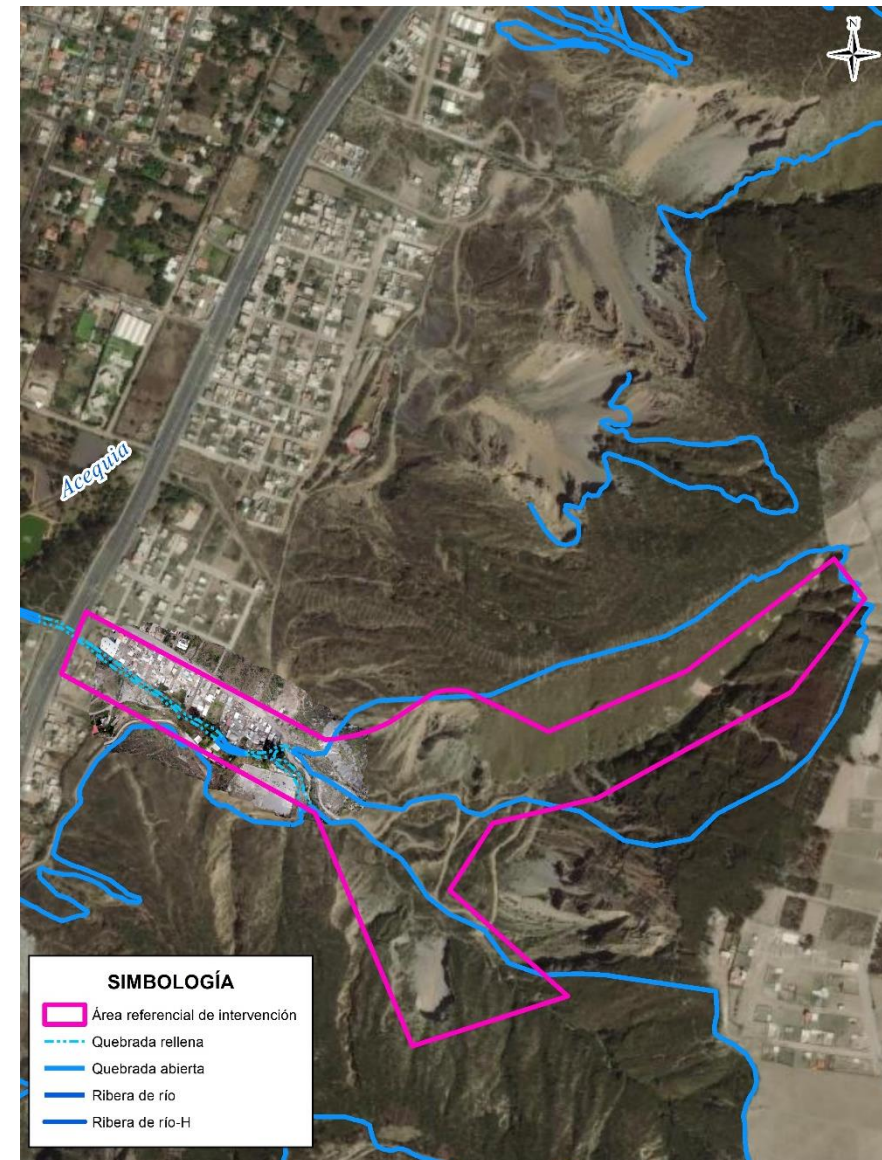 N
Acequia
SIMBOLOGÍA
Área referencial de intervención
Quebrada rellena
Quebrada abierta
Ribera de río
Ribera de río-H